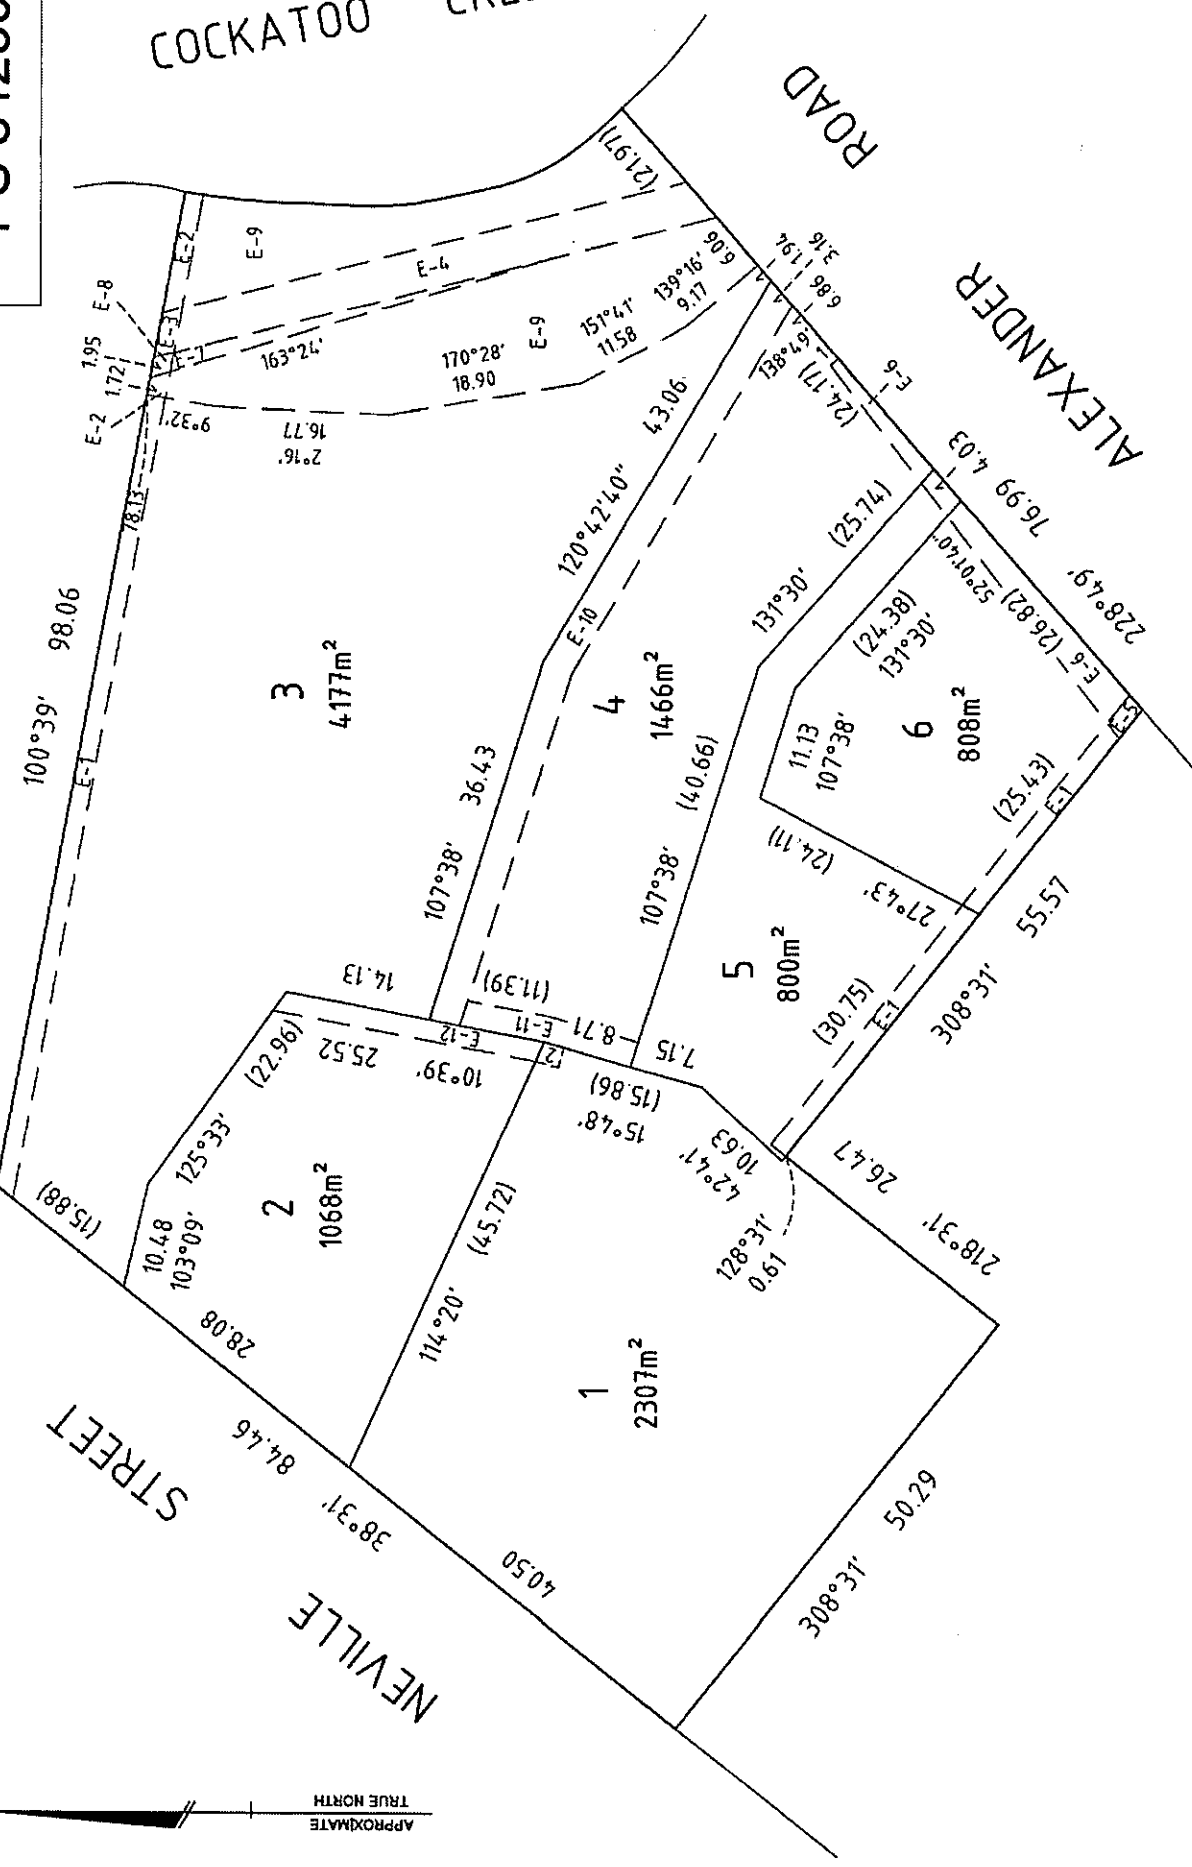 COCKATOO
ROAD
ALEXANDER
STREET
NEVILLE
APPROXIMATE
TRUE NORTH
100°39' 98.06
78.13
E-1
E-2
1.72
1.95
E-8
E-3
E-7
E-2
E-9
E-4
(21.97)
163°24'
9°32'
2°16'
16.77
170°28'
18.90
E-9
151°41'
11.58
139°16'
9.17
6.06
1.94
3.16
6.86
138°49'
(24.17)
E-6
4.03
76.99
228°49'
3
4177m²
120°42'40" 43.06
107°38' 36.43
E-10
4
1466m²
107°38' (40.66)
131°30' (25.74)
(24.38)
131°30'
11.13
107°38'
6
808m²
52°01'40"
(26.82)
E-6
E-5
(25.43)
E-1
(24.11)
27°43'
5
800m²
(30.75)
E-1
308°31' 55.57
14.13
(11.39)
E-11
E-12
8.71
7.15
(15.86)
15°48'
42°41'
10.63
128°31'
0.61
26.47
218°31'
(15.88)
10.48
103°09'
125°33' (22.96)
25.52
10°39'
2
1068m²
114°20' (45.72)
28.08
84.46
38°31'
40.50
1
2307m²
308°31' 50.29